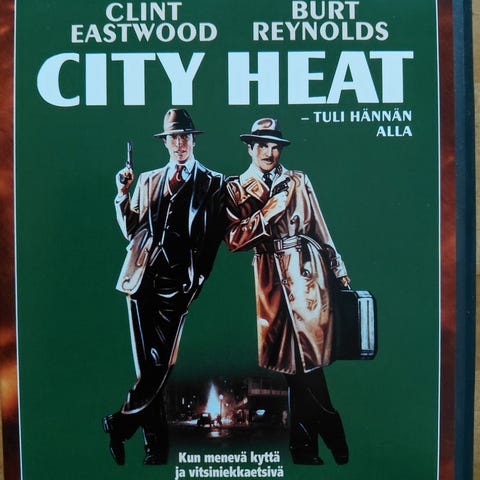 CLINT BURT
EASTWOOD REYNOLDS
CITY HEAT
– TULI HÄNNÄN
ALLA
Kun menevä kyttä
ja vitsiniekkaetsivä